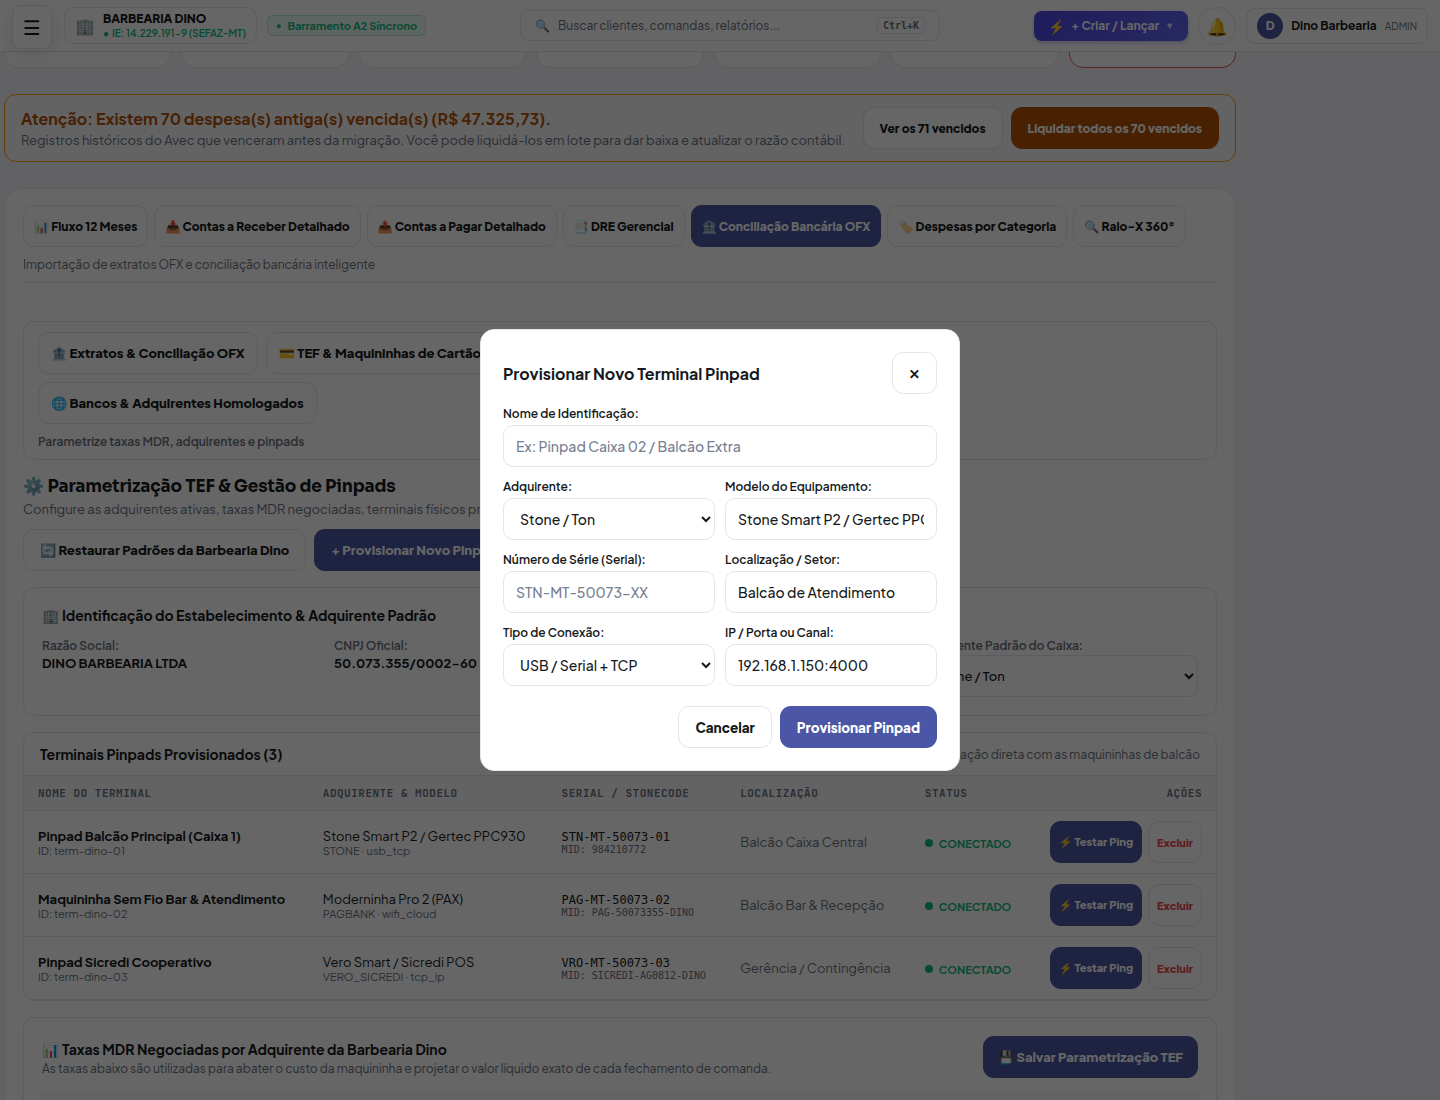 BARBEARIA DINO
● IE: 14.229.191-9 (SEFAZ-MT)
● Barramento A2 Síncrono
Buscar clientes, comandas, relatórios...
Ctrl+K
+ Criar / Lançar ▼
D
Dino Barbearia ADMIN
Atenção: Existem 70 despesa(s) antiga(s) vencida(s) (R$ 47.325,73).
Registros históricos do Avec que venceram antes da migração. Você pode liquidá-los em lote para dar baixa e atualizar o razão contábil.
Ver os 71 vencidos
Liquidar todos os 70 vencidos
Fluxo 12 Meses
Contas a Receber Detalhado
Contas a Pagar Detalhado
DRE Gerencial
Conciliação Bancária OFX
Despesas por Categoria
Raio-X 360°
Importação de extratos OFX e conciliação bancária inteligente
Extratos & Conciliação OFX
TEF & Maquininhas de Cartão
Bancos & Adquirentes Homologados
Parametrize taxas MDR, adquirentes e pinpads
Parametrização TEF & Gestão de Pinpads
Configure as adquirentes ativas, taxas MDR negociadas, terminais físicos pr
Restaurar Padrões da Barbearia Dino
+ Provisionar Novo Pinp
Identificação do Estabelecimento & Adquirente Padrão
Razão Social:
DINO BARBEARIA LTDA
CNPJ Oficial:
50.073.355/0002-60
ente Padrão do Caixa:
ne / Ton
Provisionar Novo Terminal Pinpad
×
Nome de Identificação:
Ex: Pinpad Caixa 02 / Balcão Extra
Adquirente:
Modelo do Equipamento:
Stone / Ton
Stone Smart P2 / Gertec PPC
Número de Série (Serial):
Localização / Setor:
STN-MT-50073-XX
Balcão de Atendimento
Tipo de Conexão:
IP / Porta ou Canal:
USB / Serial + TCP
192.168.1.150:4000
Cancelar
Provisionar Pinpad
Terminais Pinpads Provisionados (3)
ação direta com as maquininhas de balcão
NOME DO TERMINAL
ADQUIRENTE & MODELO
SERIAL / STONECODE
LOCALIZAÇÃO
STATUS
AÇÕES
Pinpad Balcão Principal (Caixa 1)
ID: term-dino-01
Stone Smart P2 / Gertec PPC930
STONE · usb_tcp
STN-MT-50073-01
MID: 984210772
Balcão Caixa Central
● CONECTADO
Testar Ping
Excluir
Maquininha Sem Fio Bar & Atendimento
ID: term-dino-02
Moderninha Pro 2 (PAX)
PAGBANK · wifi_cloud
PAG-MT-50073-02
MID: PAG-50073355-DINO
Balcão Bar & Recepção
● CONECTADO
Testar Ping
Excluir
Pinpad Sicredi Cooperativo
ID: term-dino-03
Vero Smart / Sicredi POS
VERO_SICREDI · tcp_ip
VRO-MT-50073-03
MID: SICREDI-AG0812-DINO
Gerência / Contingência
● CONECTADO
Testar Ping
Excluir
Taxas MDR Negociadas por Adquirente da Barbearia Dino
As taxas abaixo são utilizadas para abater o custo da maquininha e projetar o valor líquido exato de cada fechamento de comanda.
Salvar Parametrização TEF